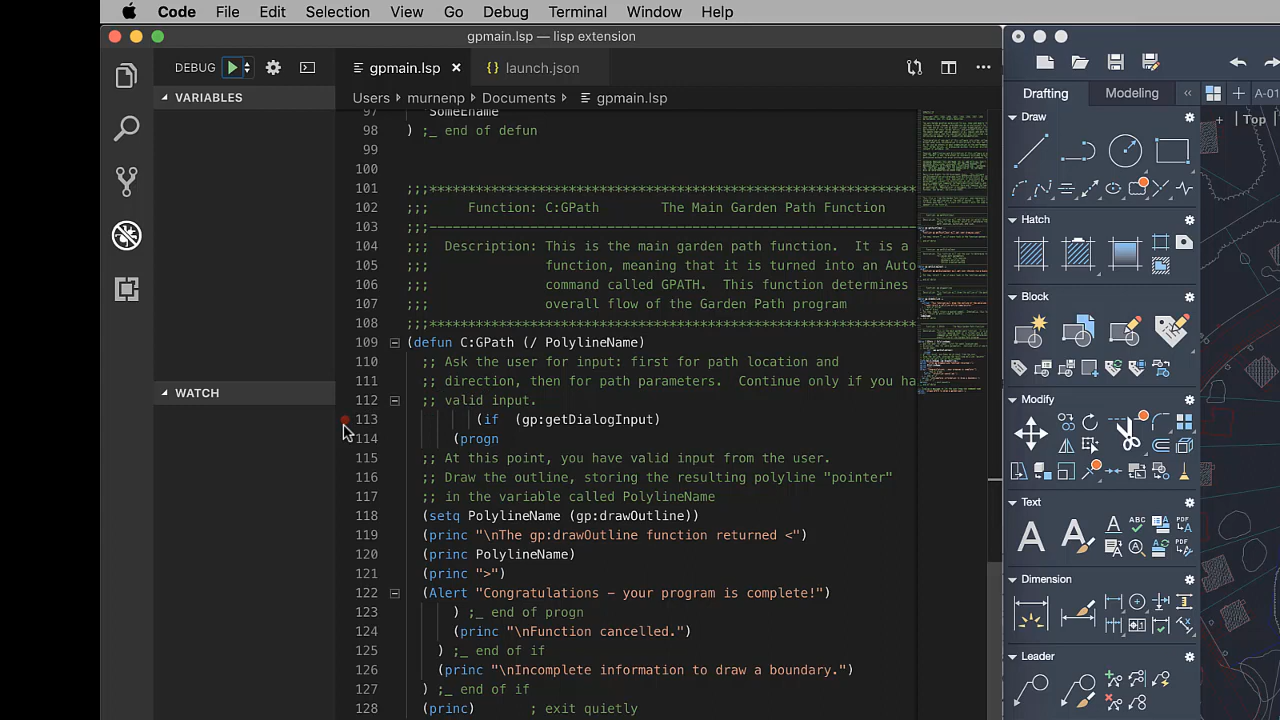 Code File Edit Selection View Go Debug Terminal Window Help
gpmain.lsp — lisp extension
DEBUG
gpmain.lsp
{} launch.json
VARIABLES
Users
murnenp
Documents
gpmain.lsp
WATCH
97 'SomeEname
98 ) ;_ end of defun
99
100
101 ;;;******************************************************************
102 ;;; Function: C:GPath The Main Garden Path Function
103 ;;;------------------------------------------------------------------
104 ;;; Description: This is the main garden path function. It is a
105 ;;; function, meaning that it is turned into an Auto
106 ;;; command called GPATH. This function determines
107 ;;; overall flow of the Garden Path program
108 ;;;******************************************************************
109 (defun C:GPath (/ PolylineName)
110 ;; Ask the user for input: first for path location and
111 ;; direction, then for path parameters. Continue only if you ha
112 ;; valid input.
113 (if (gp:getDialogInput)
114 (progn
115 ;; At this point, you have valid input from the user.
116 ;; Draw the outline, storing the resulting polyline "pointer"
117 ;; in the variable called PolylineName
118 (setq PolylineName (gp:drawOutline))
119 (princ "\nThe gp:drawOutline function returned <")
120 (princ PolylineName)
121 (princ ">")
122 (Alert "Congratulations – your program is complete!")
123 ) ;_ end of progn
124 (princ "\nFunction cancelled.")
125 ) ;_ end of if
126 (princ "\nIncomplete information to draw a boundary.")
127 ) ;_ end of if
128 (princ) ; exit quietly
Drafting
Modeling
«
+
A-01
+ Top
Draw
Hatch
Block
Modify
Text
A A A ABC PDF A
Dimension
Leader